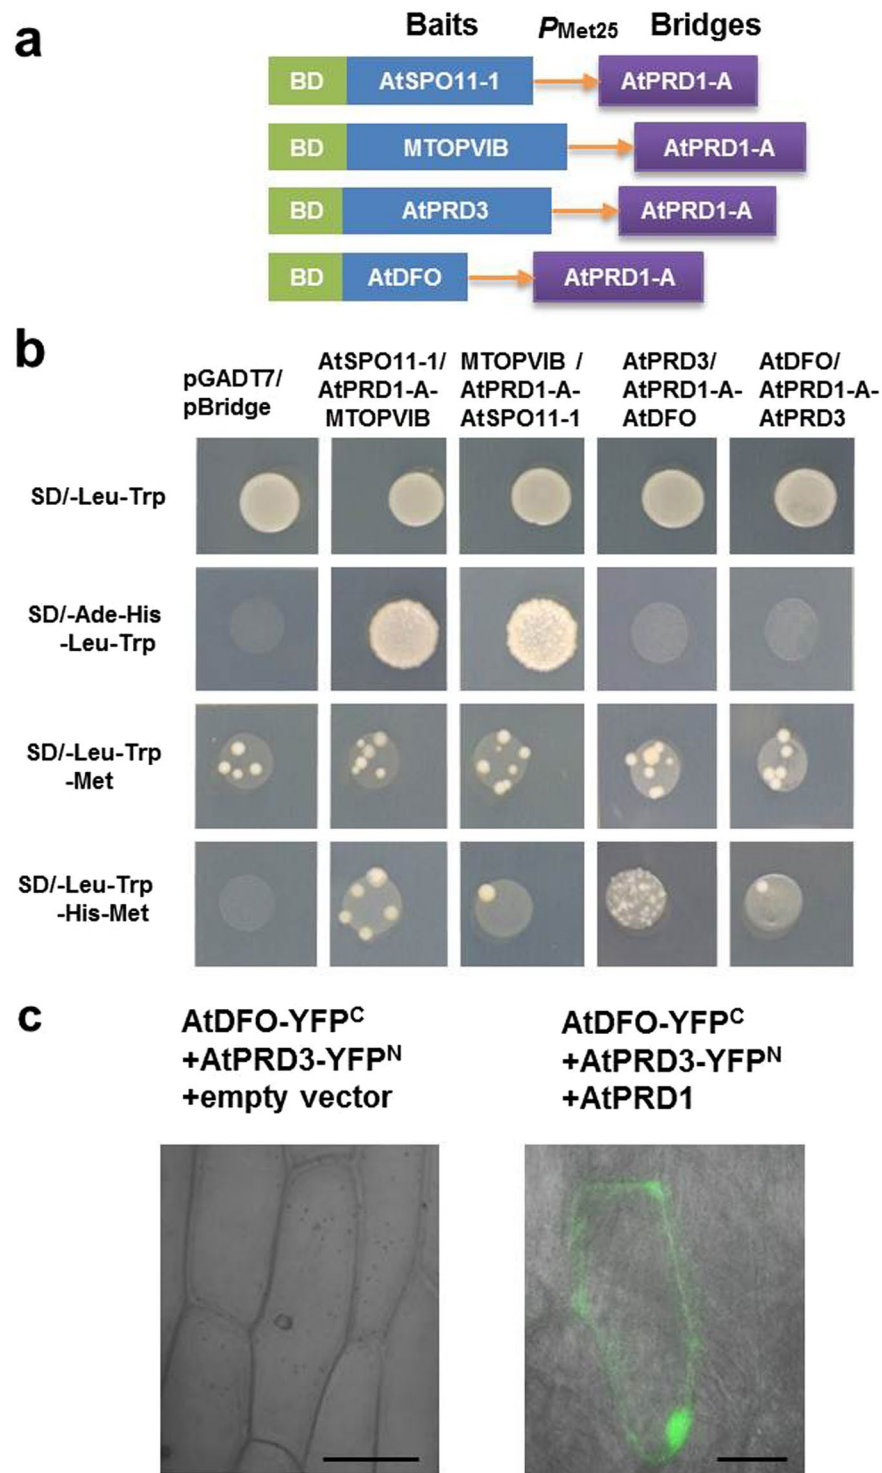 a
Baits PMet25 Bridges
BD AtSPO11-1 AtPRD1-A
BD MTOPVIB AtPRD1-A
BD AtPRD3 AtPRD1-A
BD AtDFO AtPRD1-A
b
pGADT7/
pBridge
AtSPO11-1/
AtPRD1-A-
MTOPVIB
MTOPVIB /
AtPRD1-A-
AtSPO11-1
AtPRD3/
AtPRD1-A-
AtDFO
AtDFO/
AtPRD1-A-
AtPRD3
SD/-Leu-Trp
SD/-Ade-His
-Leu-Trp
SD/-Leu-Trp
-Met
SD/-Leu-Trp
-His-Met
c
AtDFO-YFPC
+AtPRD3-YFPN
+empty vector
AtDFO-YFPC
+AtPRD3-YFPN
+AtPRD1